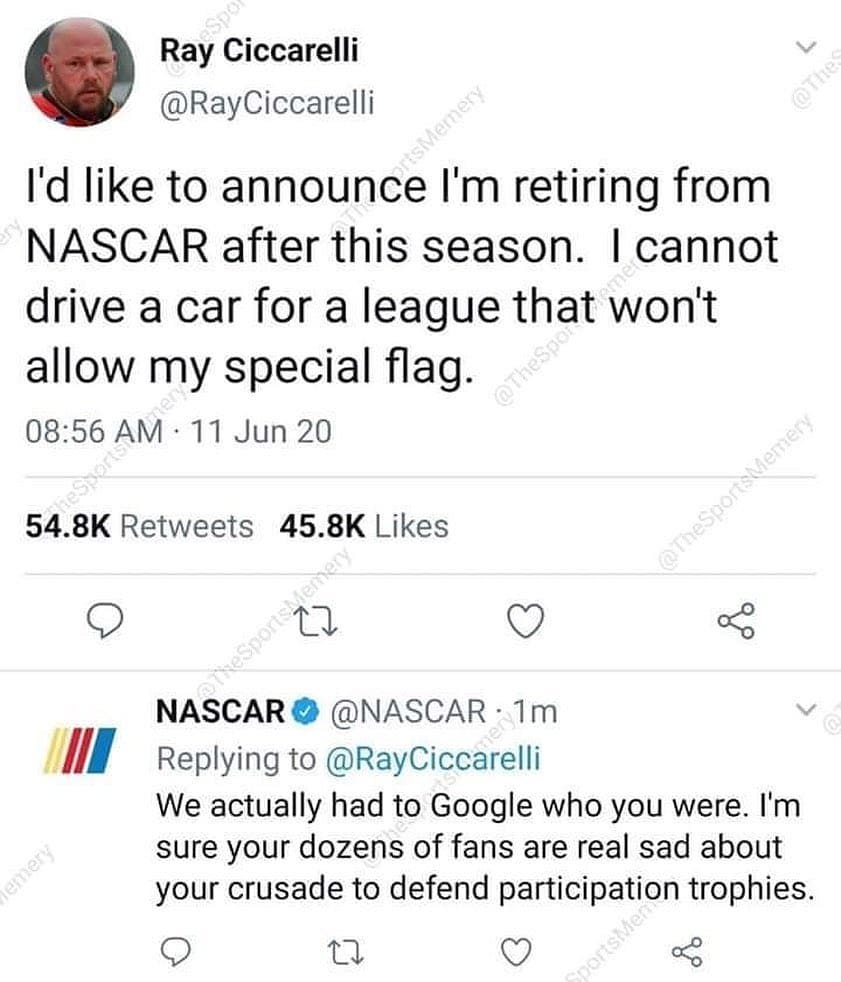 Ray Ciccarelli
@RayCiccarelli
I'd like to announce I'm retiring from
NASCAR after this season. I cannot
drive a car for a league that won't
allow my special flag.
08:56 AM · 11 Jun 20
54.8K Retweets 45.8K Likes
NASCAR @NASCAR · 1m
Replying to @RayCiccarelli
We actually had to Google who you were. I'm
sure your dozens of fans are real sad about
your crusade to defend participation trophies.
@TheSportsMemery